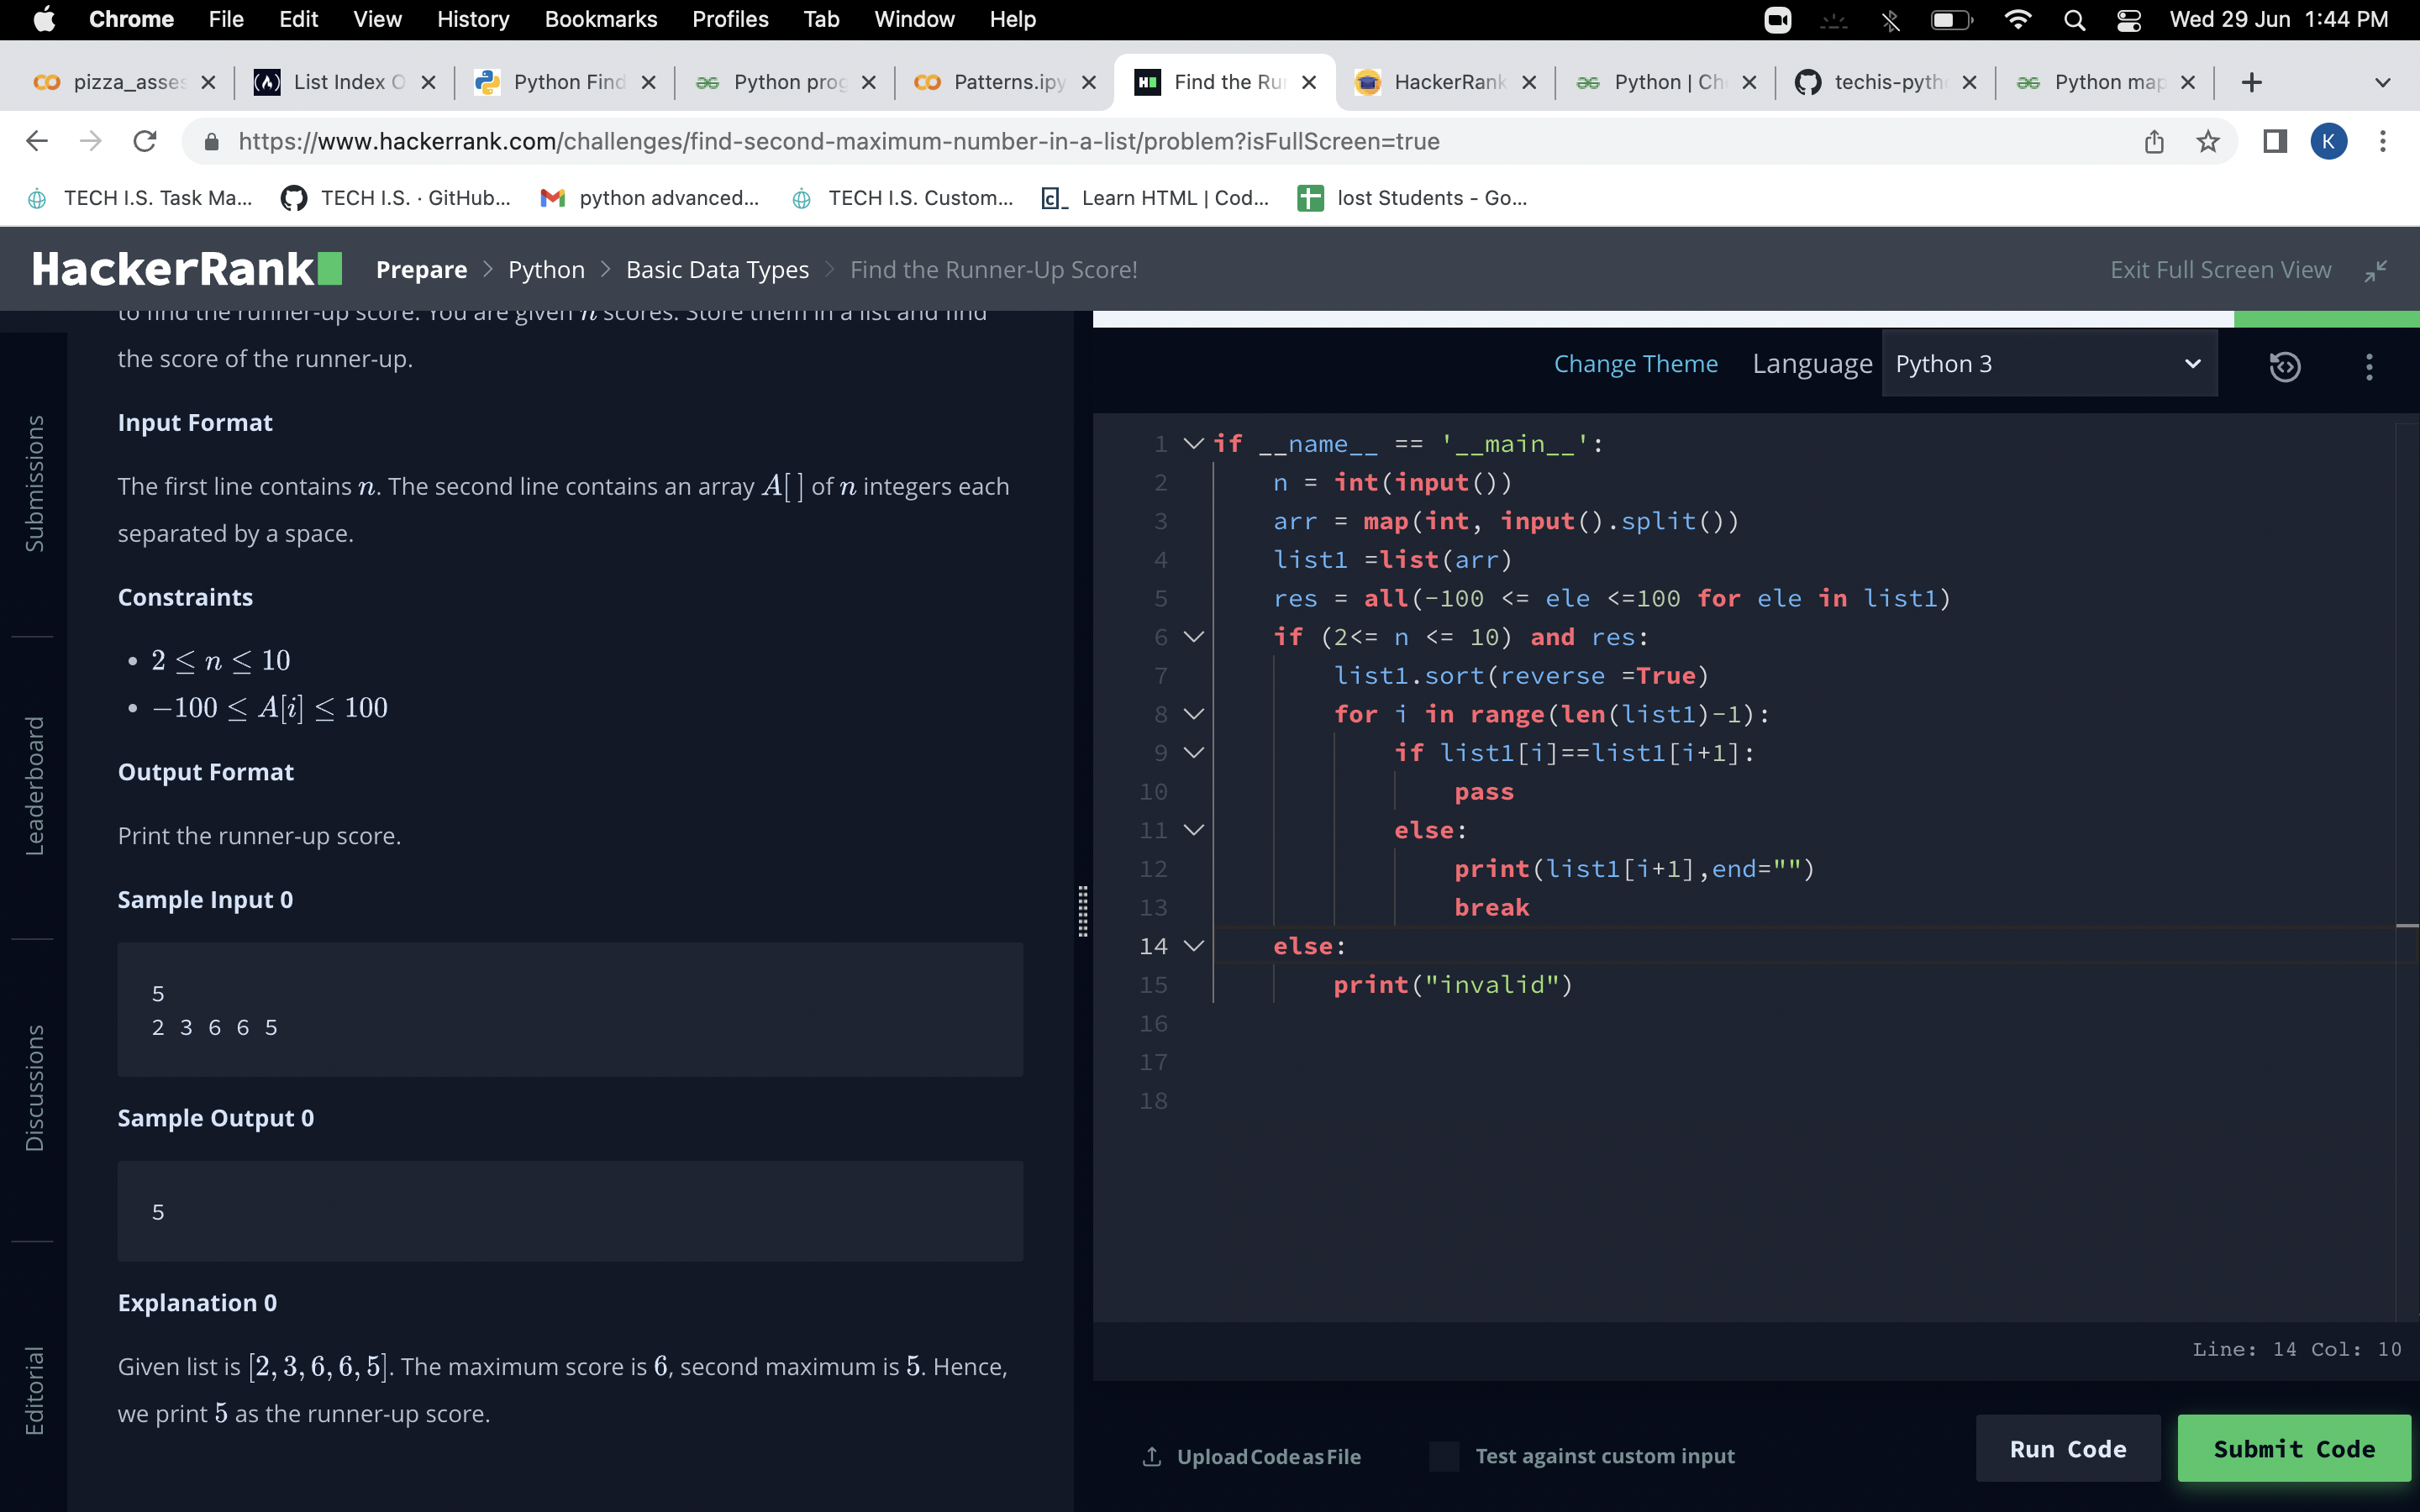 Chrome File Edit View History Bookmarks Profiles Tab Window Help Wed 29 Jun 1:44 PM
pizza_asses List Index O Python Find Python prog Patterns.ipy Find the Ru HackerRank Python | Ch techis-pytho Python map
https://www.hackerrank.com/challenges/find-second-maximum-number-in-a-list/problem?isFullScreen=true K
TECH I.S. Task Ma... TECH I.S. · GitHub... python advanced... TECH I.S. Custom... Learn HTML | Cod... lost Students - Go...
HackerRank Prepare > Python > Basic Data Types > Find the Runner-Up Score! Exit Full Screen View
to find the runner-up score. You are given n scores. Store them in a list and find
the score of the runner-up.
Input Format
The first line contains n. The second line contains an array A[] of n integers each
separated by a space.
Constraints
• 2 ≤ n ≤ 10
• −100 ≤ A[i] ≤ 100
Output Format
Print the runner-up score.
Sample Input 0
5
2 3 6 6 5
Sample Output 0
5
Explanation 0
Given list is [2, 3, 6, 6, 5]. The maximum score is 6, second maximum is 5. Hence,
we print 5 as the runner-up score.
Submissions
Leaderboard
Discussions
Editorial
Change Theme Language Python 3
1 if __name__ == '__main__':
2     n = int(input())
3     arr = map(int, input().split())
4     list1 =list(arr)
5     res = all(-100 <= ele <=100 for ele in list1)
6     if (2<= n <= 10) and res:
7         list1.sort(reverse =True)
8         for i in range(len(list1)-1):
9             if list1[i]==list1[i+1]:
10                 pass
11             else:
12                 print(list1[i+1],end="")
13                 break
14     else:
15         print("invalid")
16
17
18
Line: 14 Col: 10
Upload Code as File Test against custom input Run Code Submit Code